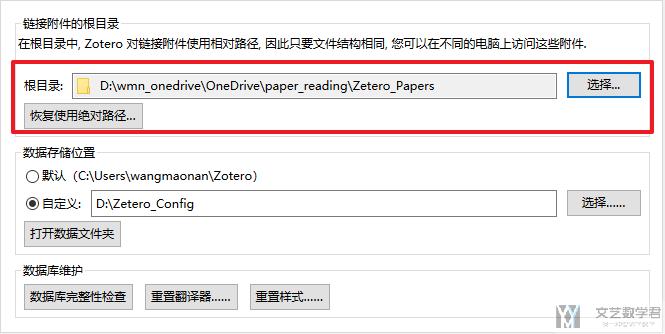 链接附件的根目录
在根目录中, Zotero 对链接附件使用相对路径, 因此只要文件结构相同, 您可以在不同的电脑上访问这些附件.
根目录: D:\wmn_onedrive\OneDrive\paper_reading\Zetero_Papers 选择...
恢复使用绝对路径...
数据存储位置
默认（C:\Users\wangmaonan\Zotero）
自定义: D:\Zetero_Config 选择......
打开数据文件夹
数据库维护
数据库完整性检查 重置翻译器...... 重置样式......
文艺数学君